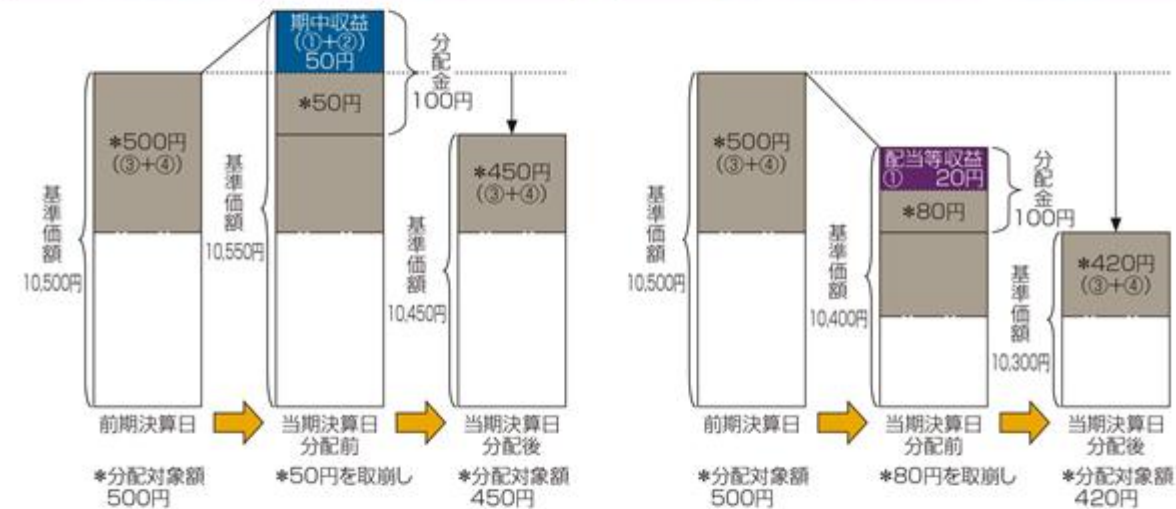 期中収益
(①+②)
50円
*50円
分配金
100円
*500円
(③+④)
*450円
(③+④)
基準価額
10,500円
基準価額
10,550円
基準価額
10,450円
前期決算日
当期決算日
分配前
当期決算日
分配後
*分配対象額
500円
*50円を取崩し
*分配対象額
450円
*500円
(③+④)
配当等収益
① 20円
*80円
分配金
100円
*420円
(③+④)
基準価額
10,500円
基準価額
10,400円
基準価額
10,300円
前期決算日
当期決算日
分配前
当期決算日
分配後
*分配対象額
500円
*80円を取崩し
*分配対象額
420円